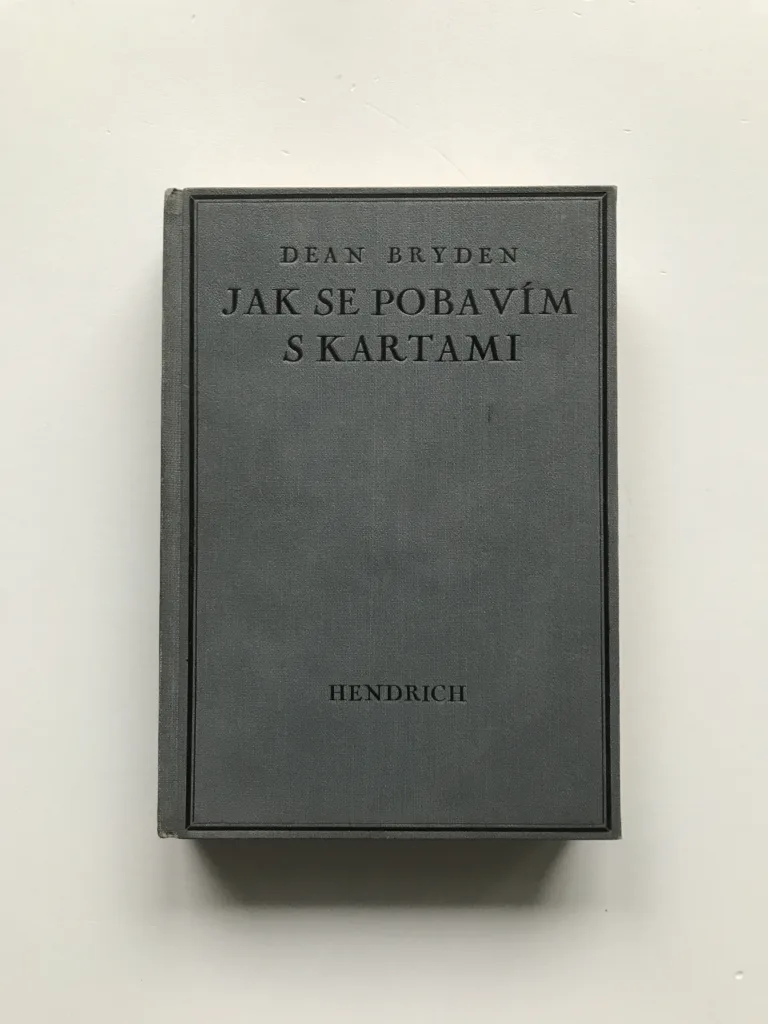 DEAN BRYDEN
JAK SE POBAVÍM
S KARTAMI
HENDRICH